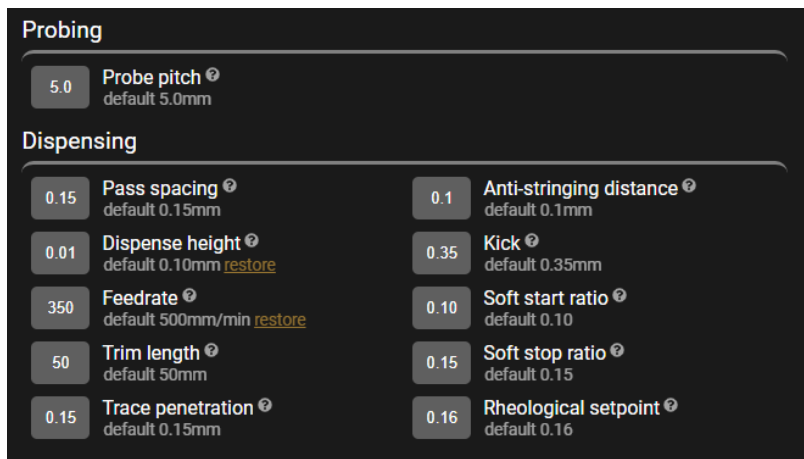 Probing
5.0
Probe pitch
default 5.0mm
Dispensing
0.15
Pass spacing
default 0.15mm
0.1
Anti-stringing distance
default 0.1mm
0.01
Dispense height
default 0.10mm restore
0.35
Kick
default 0.35mm
350
Feedrate
default 500mm/min restore
0.10
Soft start ratio
default 0.10
50
Trim length
default 50mm
0.15
Soft stop ratio
default 0.15
0.15
Trace penetration
default 0.15mm
0.16
Rheological setpoint
default 0.16